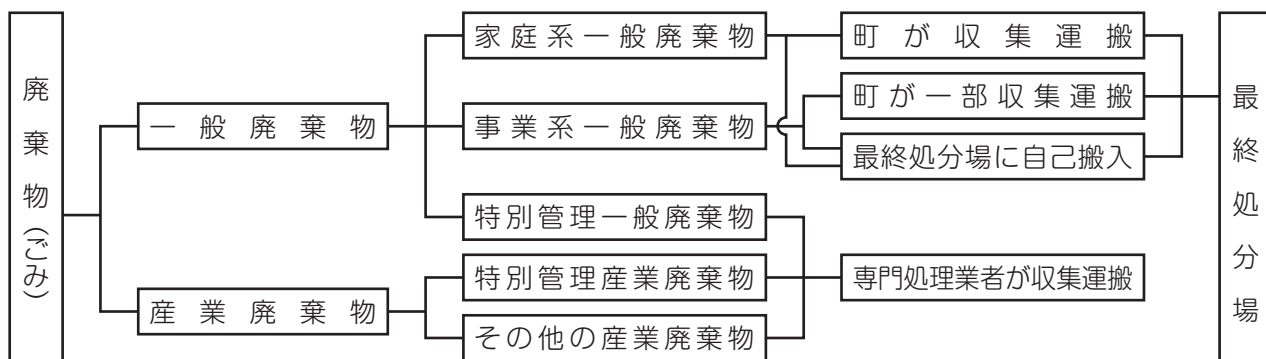 廃棄物(ごみ)
一般廃棄物
産業廃棄物
家庭系一般廃棄物
事業系一般廃棄物
特別管理一般廃棄物
特別管理産業廃棄物
その他の産業廃棄物
町が収集運搬
町が一部収集運搬
最終処分場に自己搬入
専門処理業者が収集運搬
最終処分場